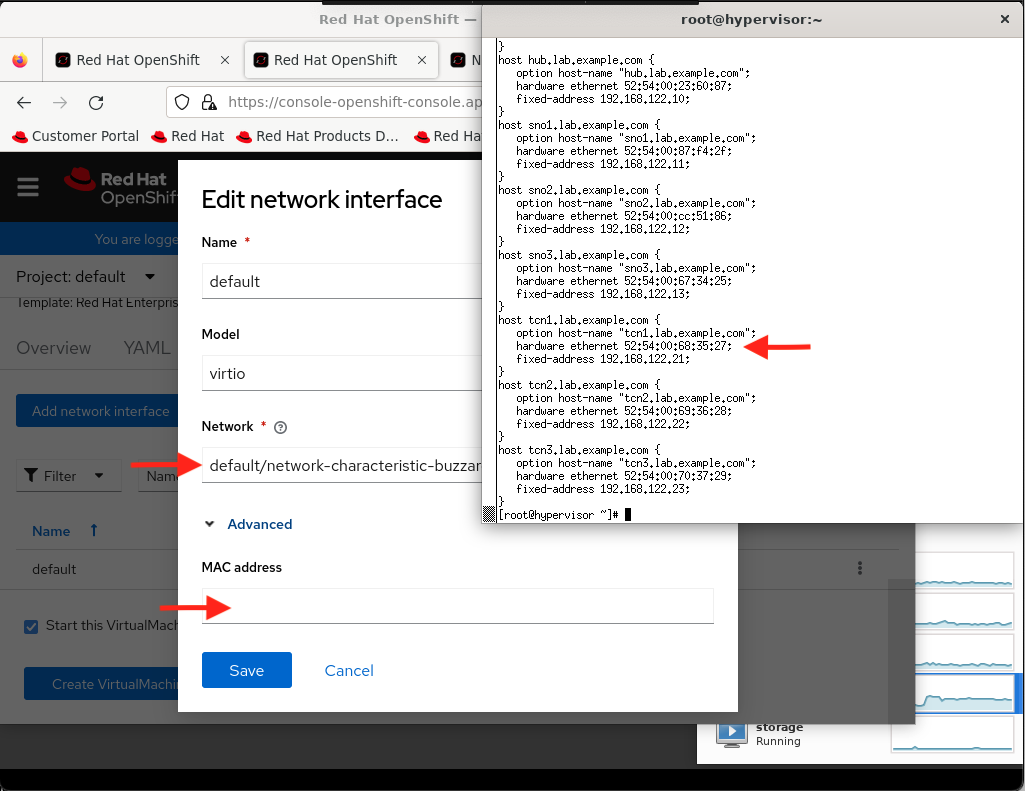 Red Hat OpenShift —
root@hypervisor:~
Red Hat OpenShift
Red Hat OpenShift
N
https://console-openshift-console.ap
Customer Portal
Red Hat
Red Hat Products D...
Red Ha
Red Hat
OpenShift
You are logge
Project: default
Template: Red Hat Enterpris
Overview
YAML
Add network interface
Filter
Name
Name
default
Start this VirtualMach
Create VirtualMachin
Edit network interface
Name *
default
Model
virtio
Network *
default/network-characteristic-buzzar
Advanced
MAC address
Save
Cancel
}
host hub.lab.example.com {
option host-name "hub.lab.example.com";
hardware ethernet 52:54:00:23:60:87;
fixed-address 192.168.122.10;
}
host sno1.lab.example.com {
option host-name "sno1.lab.example.com";
hardware ethernet 52:54:00:87:f4:2f;
fixed-address 192.168.122.11;
}
host sno2.lab.example.com {
option host-name "sno2.lab.example.com";
hardware ethernet 52:54:00:cc:51:86;
fixed-address 192.168.122.12;
}
host sno3.lab.example.com {
option host-name "sno3.lab.example.com";
hardware ethernet 52:54:00:67:34:25;
fixed-address 192.168.122.13;
}
host tcn1.lab.example.com {
option host-name "tcn1.lab.example.com";
hardware ethernet 52:54:00:68:35:27;
fixed-address 192.168.122.21;
}
host tcn2.lab.example.com {
option host-name "tcn2.lab.example.com";
hardware ethernet 52:54:00:69:36:28;
fixed-address 192.168.122.22;
}
host tcn3.lab.example.com {
option host-name "tcn3.lab.example.com";
hardware ethernet 52:54:00:70:37:29;
fixed-address 192.168.122.23;
}
[root@hypervisor ~]#
storage
Running